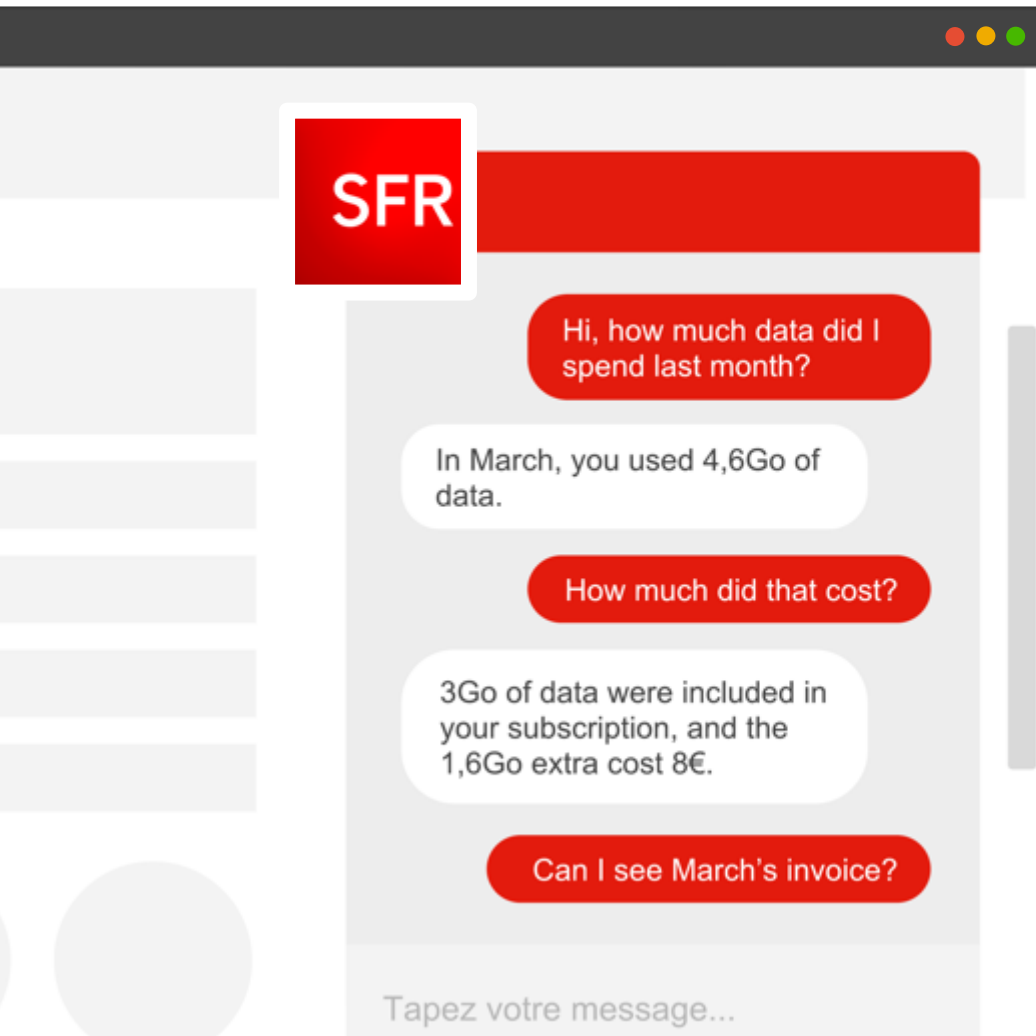 SFR
Hi, how much data did I
spend last month?
In March, you used 4,6Go of
data.
How much did that cost?
3Go of data were included in
your subscription, and the
1,6Go extra cost 8€.
Can I see March’s invoice?
Tapez votre message...